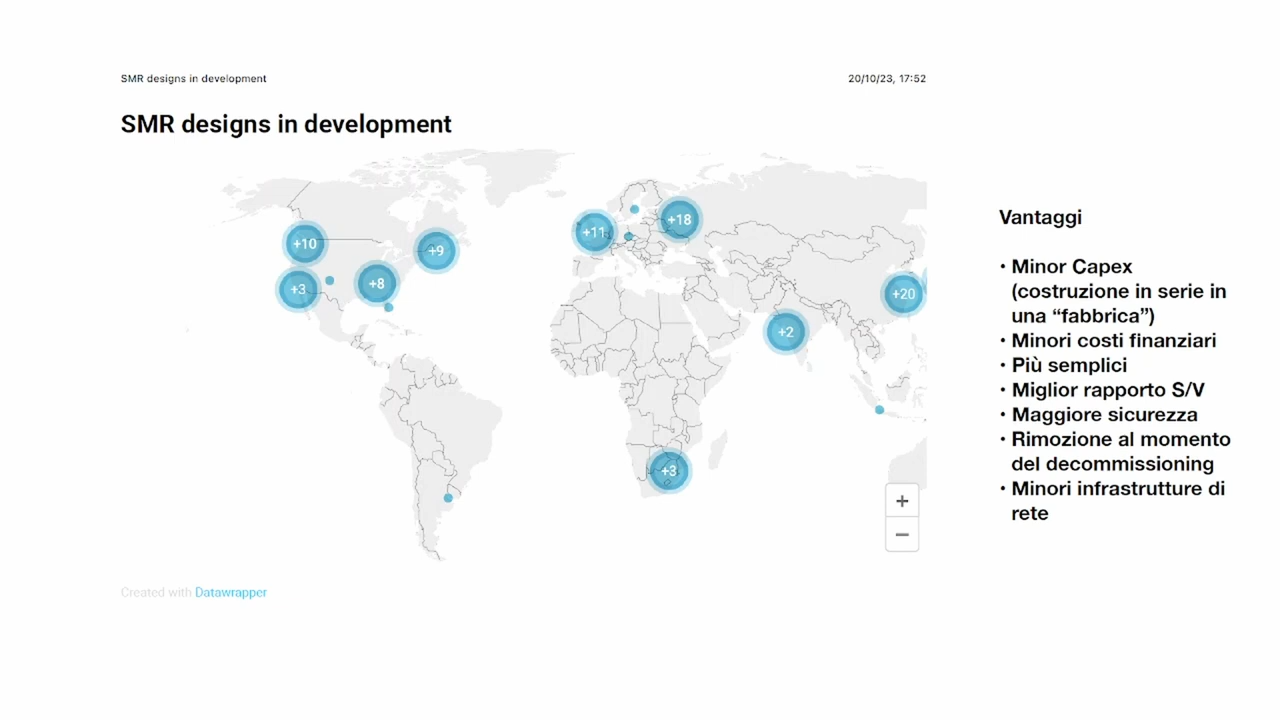 SMR designs in development
20/10/23, 17:52
SMR designs in development
+10
+9
+3
+8
+11
+18
+20
+2
+3
+
−
Created with Datawrapper
Vantaggi
• Minor Capex
(costruzione in serie in
una “fabbrica”)
• Minori costi finanziari
• Più semplici
• Miglior rapporto S/V
• Maggiore sicurezza
• Rimozione al momento
del decommissioning
• Minori infrastrutture di
rete